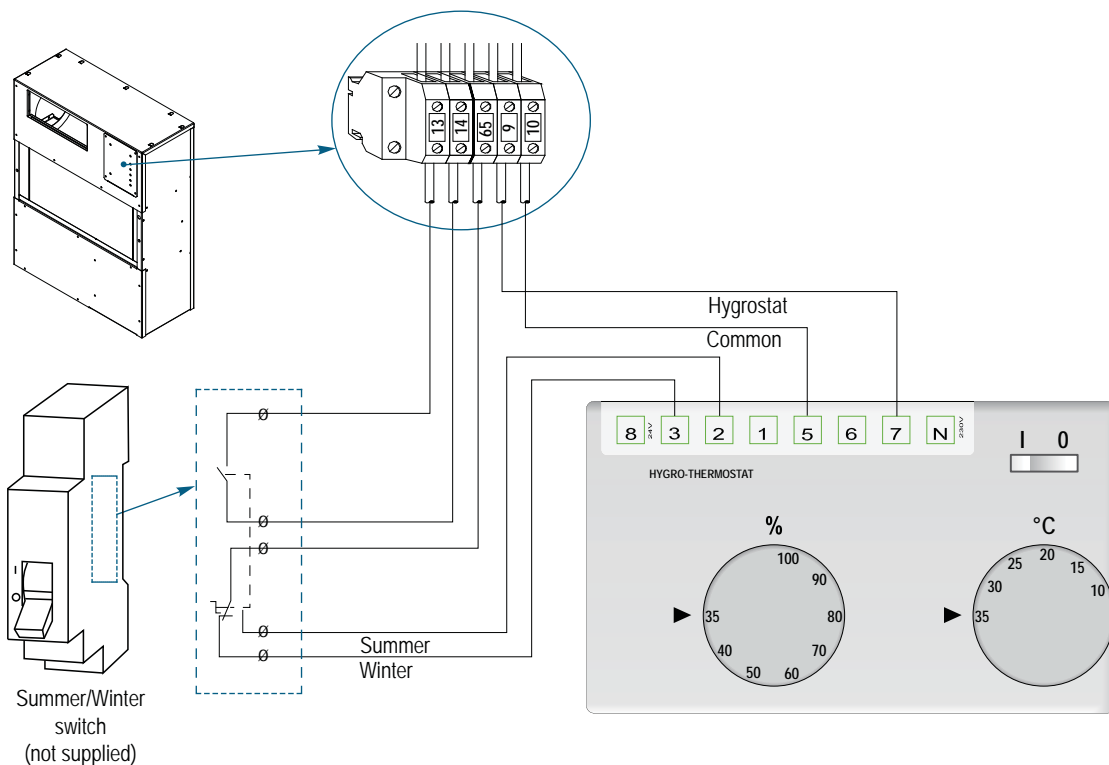 13 14 65 9 10
Hygrostat
Common
8 24V 3 2 1 5 6 7 N 230V
I 0
HYGRO-THERMOSTAT
% °C
100
90
80
70
60
50
40
35
20
15
10
25
30
35
Ø
Ø
Ø
Ø
Ø
Summer
Winter
I
O
Summer/Winter
switch
(not supplied)